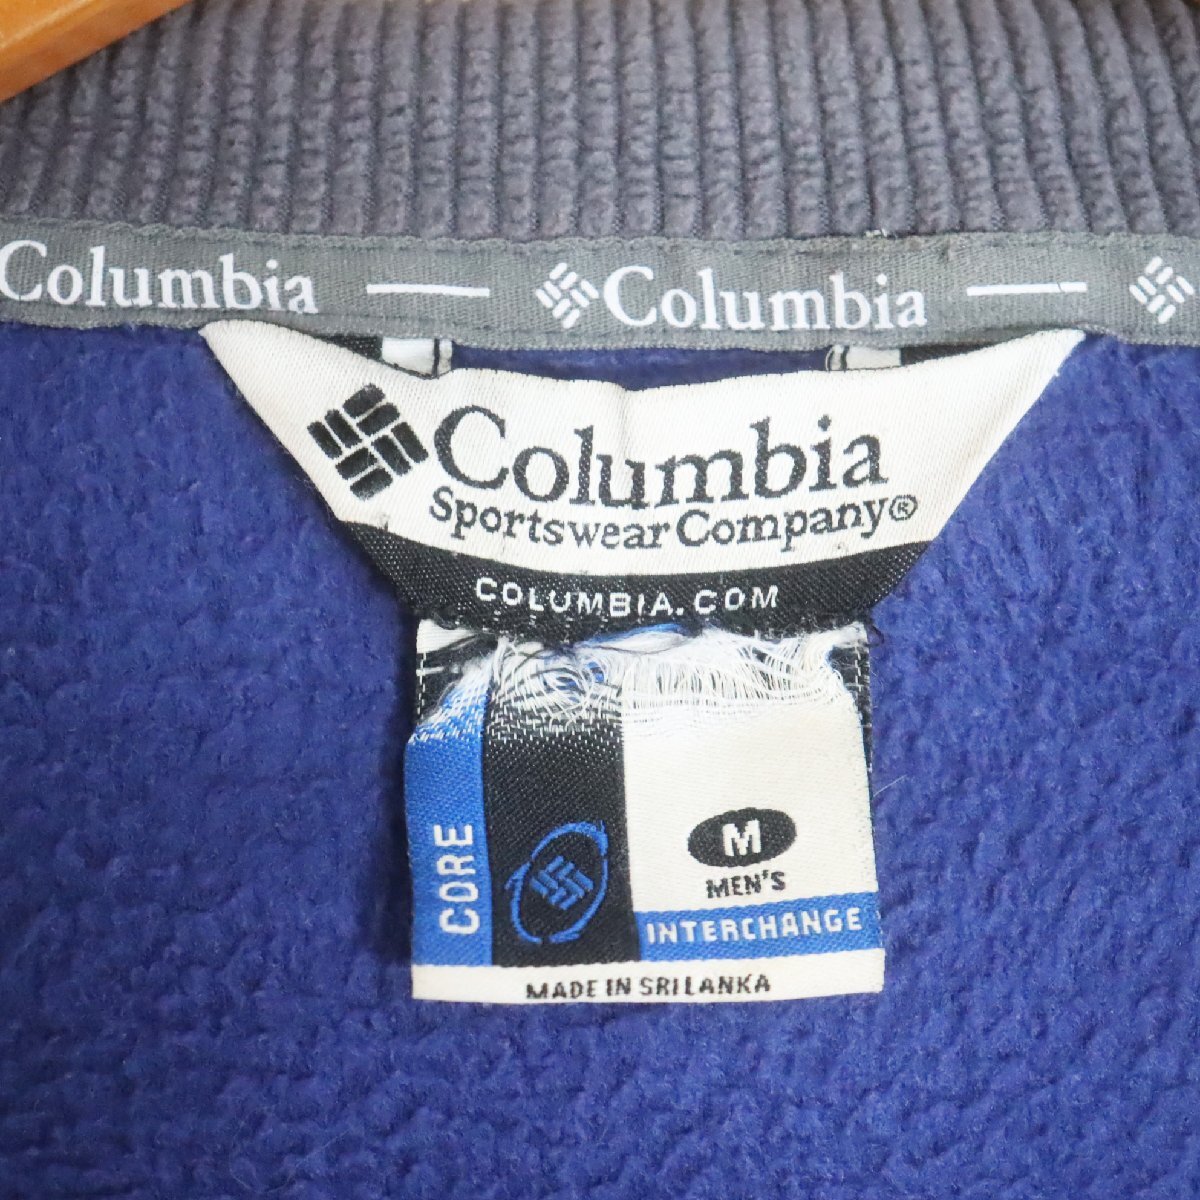 Columbia — Columbia —
Columbia
Sportswear Company®
COLUMBIA.COM
CORE
M
MEN'S
INTERCHANGE
MADE IN SRI LANKA